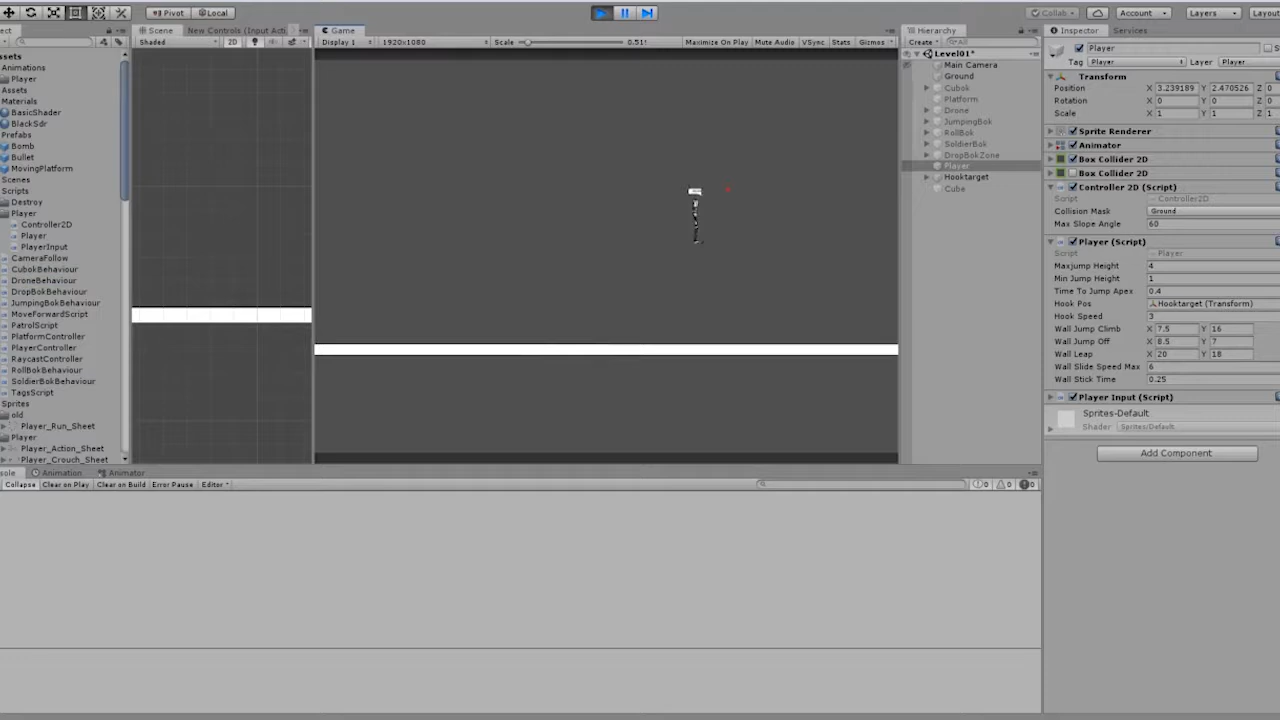 Pivot Local Collab Account Layers Layou
ect Scene New Controls (Input Acti Game Hierarchy Inspector Services
Shaded 2D Display 1 1920x1080 Scale 0.51! Maximize On Play Mute Audio VSync Stats Gizmos Create All
Player
Tag Player Layer Player
ssets
Animations
Player
Assets
Materials
BasicShader
BlackSdr
Prefabs
Bomb
Bullet
MovingPlatform
Scenes
Scripts
Destroy
Player
Controller2D
Player
PlayerInput
CameraFollow
CubokBehaviour
DroneBehaviour
DropBokBehaviour
JumpingBokBehaviour
MoveForwardScript
PatrolScript
PlatformController
PlayerController
RaycastController
RollBokBehaviour
SoldierBokBehaviour
TagsScript
Sprites
old
Player_Run_Sheet
Player
Player_Action_Sheet
Player_Crouch_Sheet
Level01*
Main Camera
Ground
Cubok
Platform
Drone
JumpingBok
RollBok
SoldierBok
DropBokZone
Player
Hooktarget
Cube
Transform
Position X 3.239189 Y 2.470526 Z 0
Rotation X 0 Y 0 Z 0
Scale X 1 Y 1 Z 1
Sprite Renderer
Animator
Box Collider 2D
Box Collider 2D
Controller 2D (Script)
Script Controller2D
Collision Mask Ground
Max Slope Angle 60
Player (Script)
Script Player
Maxjump Height 4
Min Jump Height 1
Time To Jump Apex 0.4
Hook Pos Hooktarget (Transform)
Hook Speed 3
Wall Jump Climb X 7.5 Y 16
Wall Jump Off X 8.5 Y 7
Wall Leap X 20 Y 18
Wall Slide Speed Max 6
Wall Stick Time 0.25
Player Input (Script)
Sprites-Default
Shader Sprites/Default
Add Component
sole Animation Animator
Collapse Clear on Play Clear on Build Error Pause Editor 0 0 0